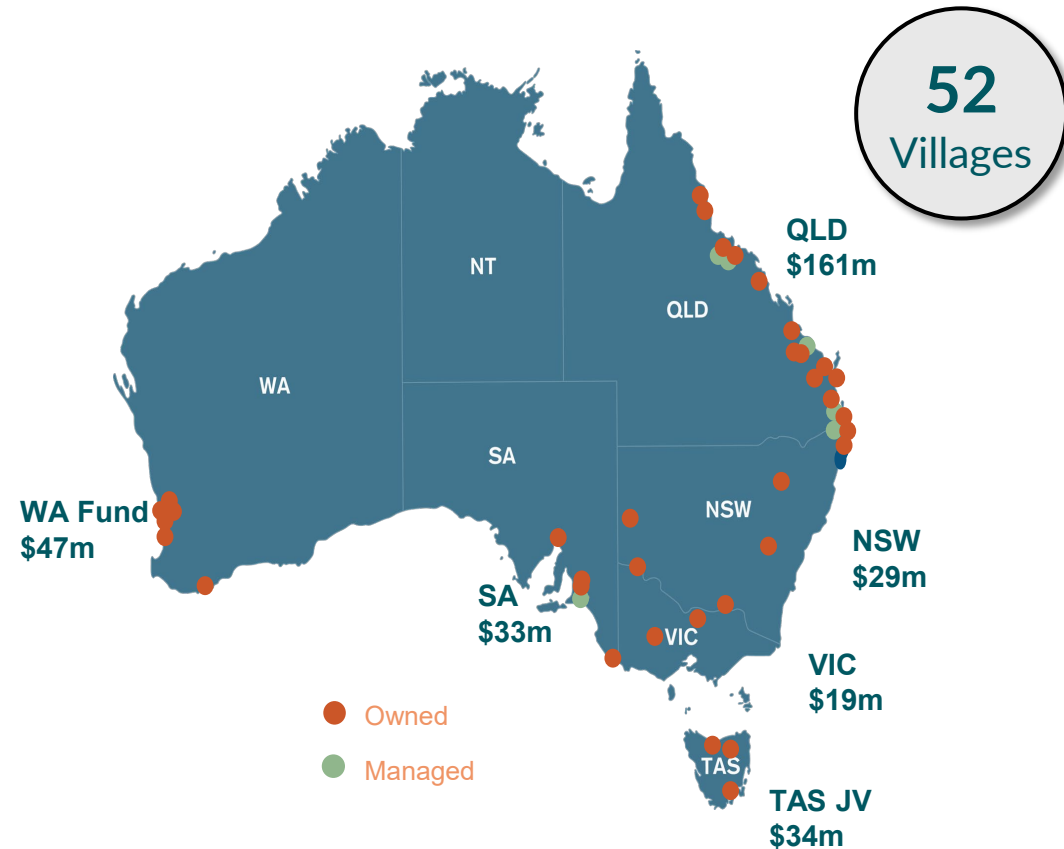 52
Villages
QLD
$161m
NT
QLD
WA
SA
NSW
WA Fund
$47m
NSW
$29m
SA
$33m
VIC
VIC
$19m
Owned
Managed
TAS
TAS JV
$34m